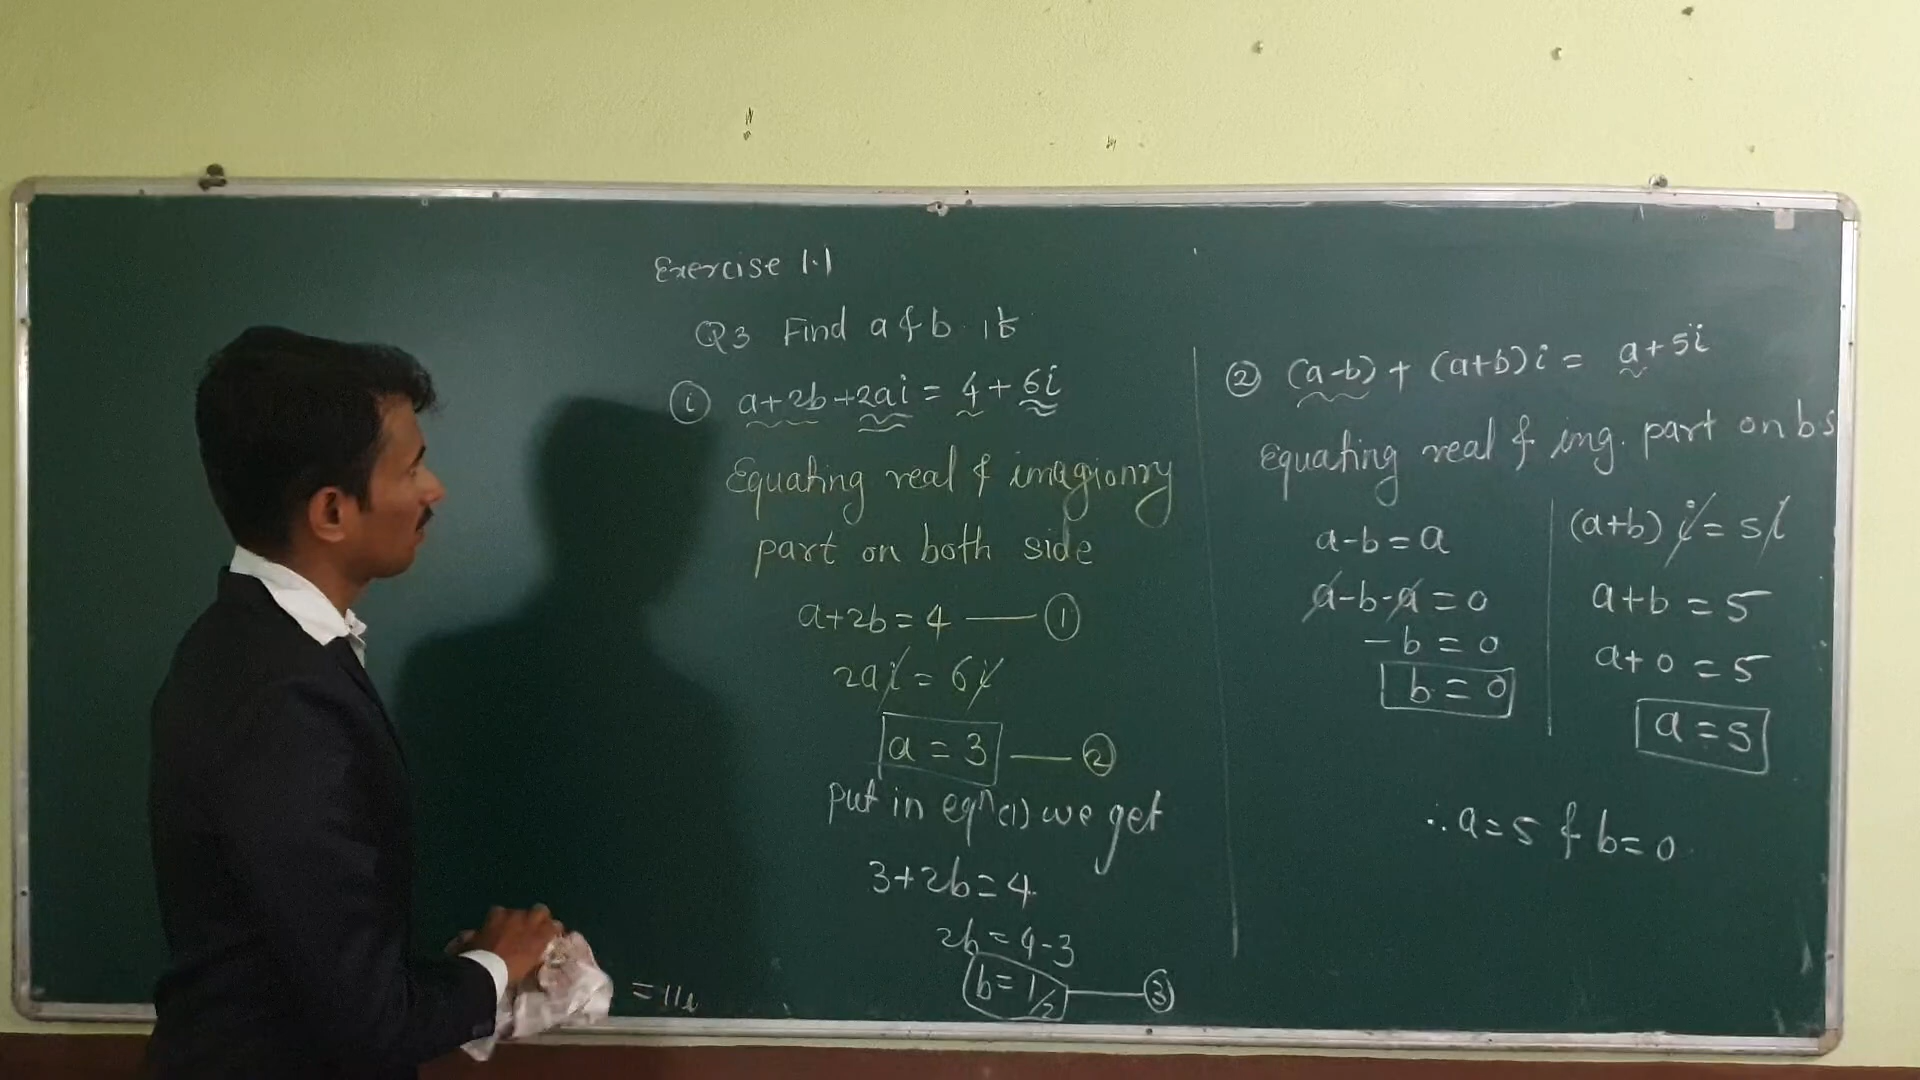 Exercise 1.1
Q3 Find a & b if
(i) a+2b+2ai = 4+6i
Equating real & imagionry
part on both side
a+2b=4 —— (1)
2ai = 6i
a = 3 —— (2)
put in eqⁿ(1) we get
3+2b=4
2b=4-3
b=1/2 —— (3)
= 11i
(2) (a-b) + (a+b)i = a+5i
Equating real & img. part on bs
a-b=a
a-b-a=0
-b=0
b=0
(a+b) i = 5i
a+b = 5
a+0 = 5
a=5
∴ a=5 & b=0